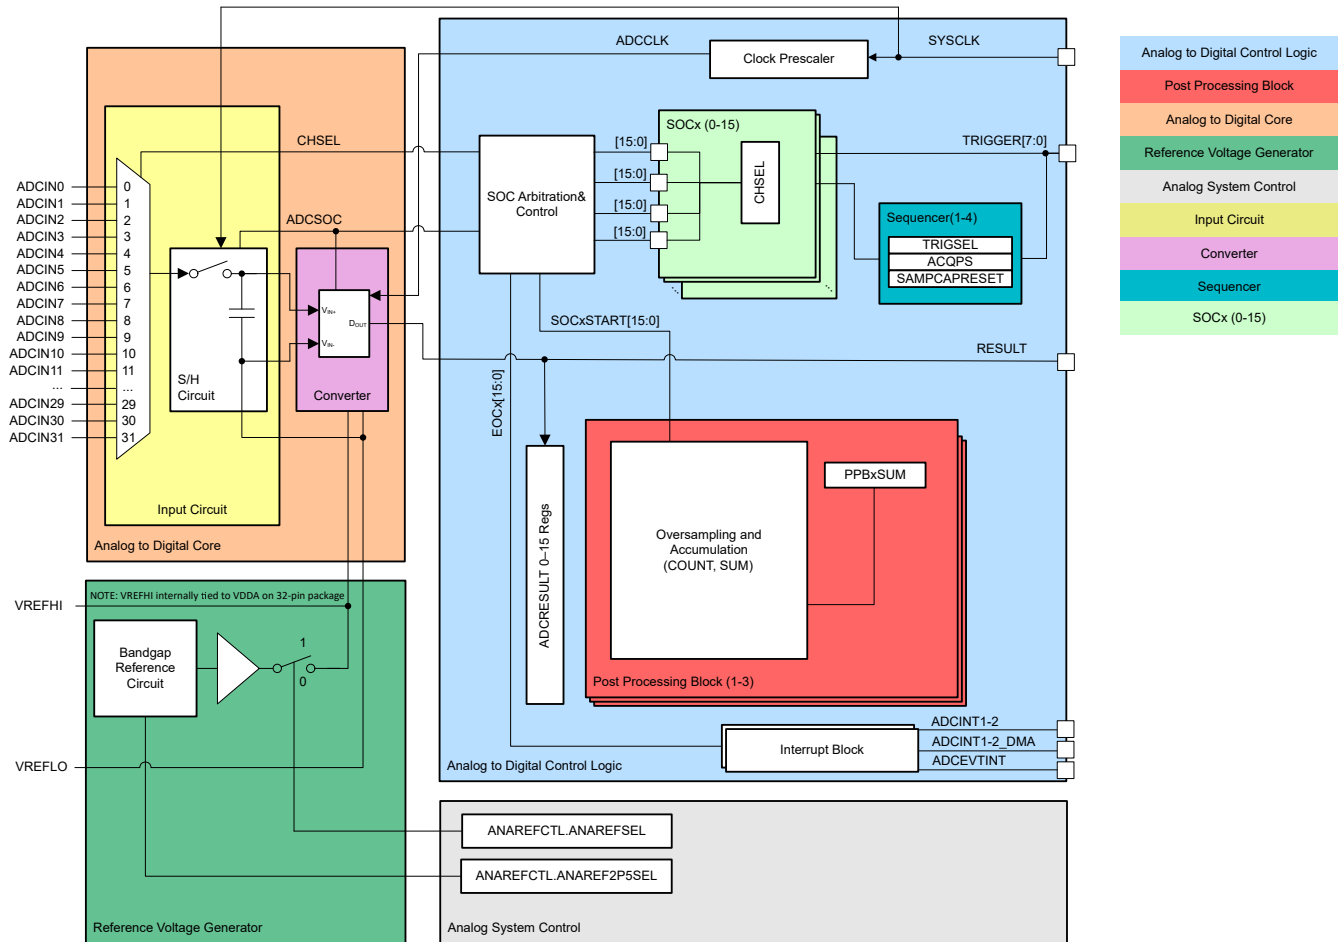 ADCCLK
SYSCLK
Clock Prescaler
Analog to Digital Control Logic
Post Processing Block
Analog to Digital Core
Reference Voltage Generator
Analog System Control
Input Circuit
Converter
Sequencer
SOCx (0-15)
CHSEL
SOC Arbitration&
Control
[15:0]
[15:0]
[15:0]
[15:0]
SOCx (0-15)
CHSEL
TRIGGER[7:0]
Sequencer(1-4)
TRIGSEL
ACQPS
SAMPCAPRESET
ADCIN0
ADCIN1
ADCIN2
ADCIN3
ADCIN4
ADCIN5
ADCIN6
ADCIN7
ADCIN8
ADCIN9
ADCIN10
ADCIN11
...
ADCIN29
ADCIN30
ADCIN31
0
1
2
3
4
5
6
7
8
9
10
11
...
29
30
31
ADCSOC
S/H
Circuit
VIN+
DOUT
VIN-
Converter
Input Circuit
Analog to Digital Core
SOCxSTART[15:0]
EOCx[15:0]
RESULT
ADCRESULT 0–15 Regs
Oversampling and
Accumulation
(COUNT, SUM)
PPBxSUM
Post Processing Block (1-3)
Interrupt Block
ADCINT1-2
ADCINT1-2_DMA
ADCEVTINT
Analog to Digital Control Logic
NOTE: VREFHI internally tied to VDDA on 32-pin package
VREFHI
Bandgap
Reference
Circuit
1
0
VREFLO
Reference Voltage Generator
ANAREFCTL.ANAREFSEL
ANAREFCTL.ANAREF2P5SEL
Analog System Control